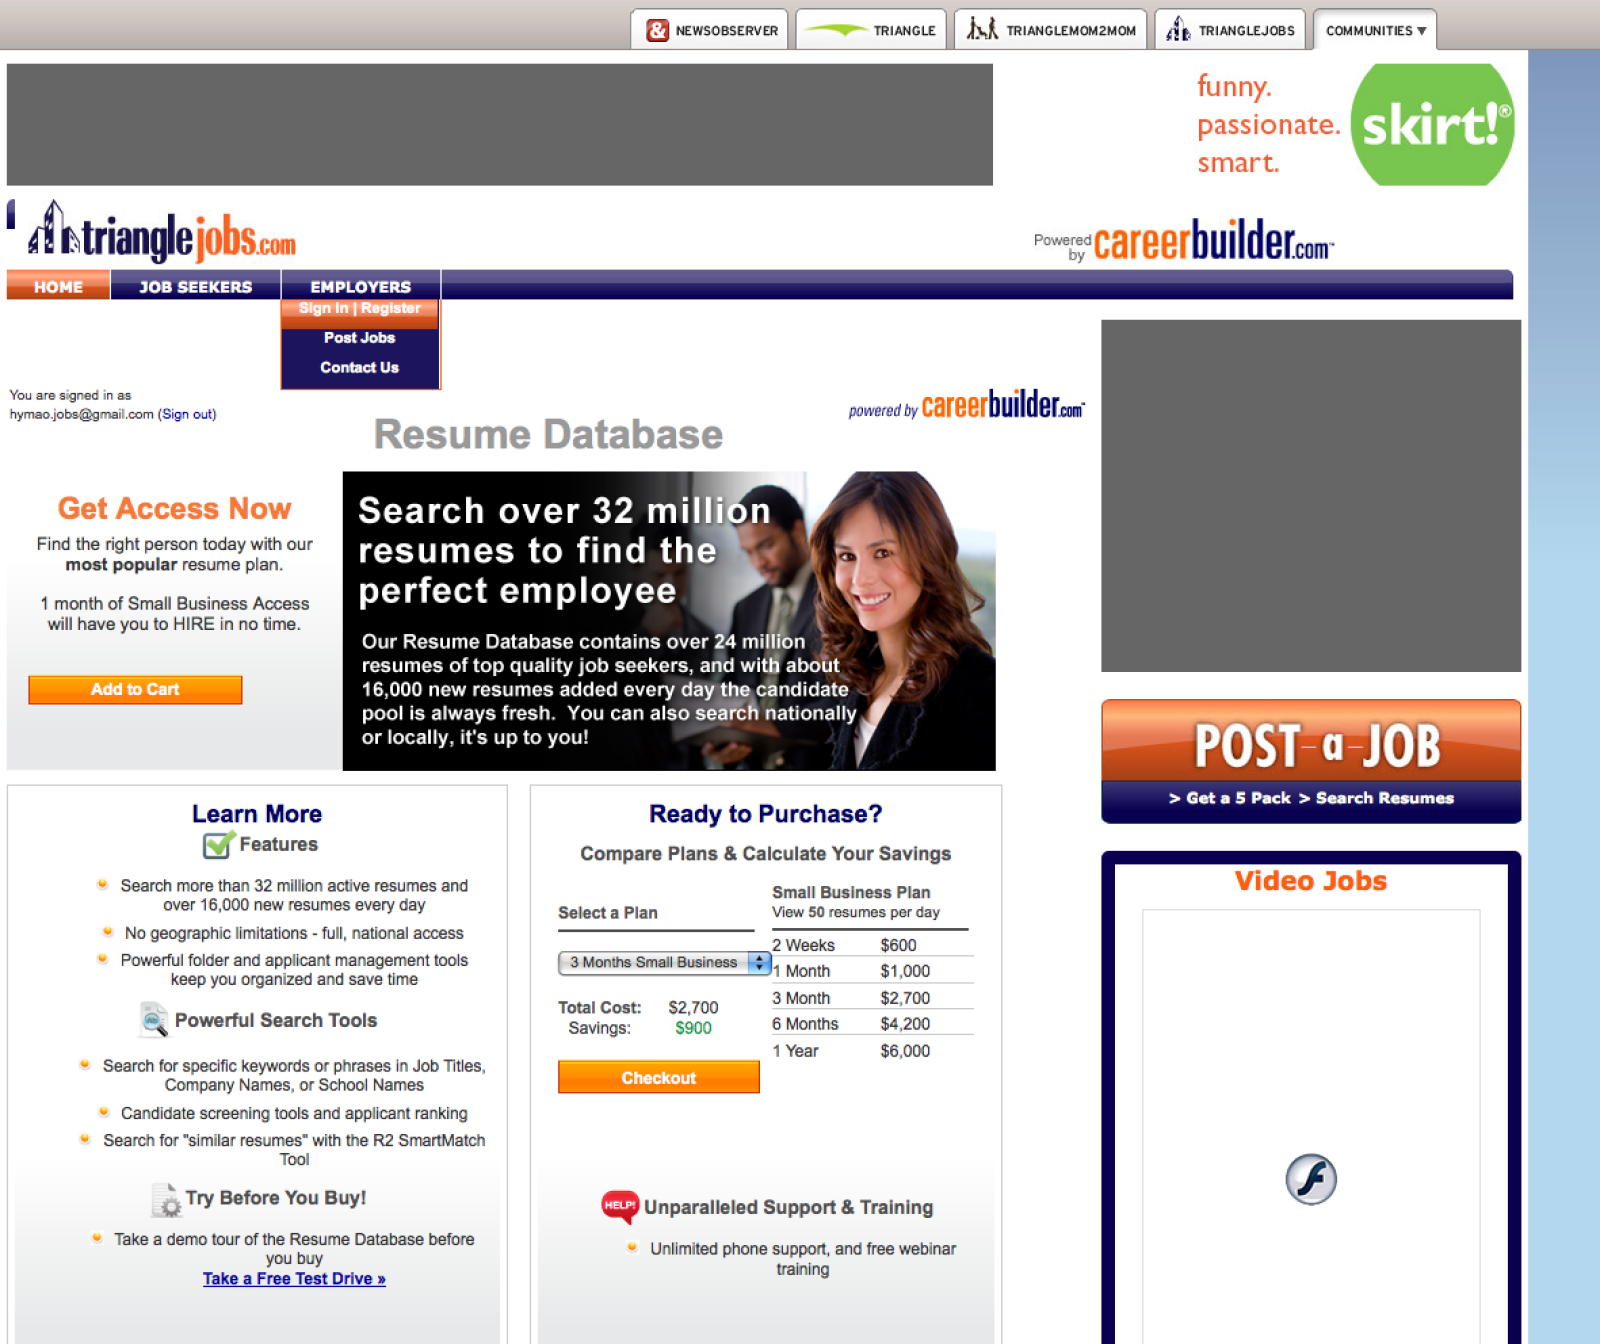 NEWSOBSERVER
TRIANGLE
TRIANGLEMOM2MOM
TRIANGLEJOBS
COMMUNITIES ▼
funny.
passionate.
smart.
skirt!®
trianglejobs.com
Powered by careerbuilder.com™
HOME
JOB SEEKERS
EMPLOYERS
Sign In | Register
Post Jobs
Contact Us
You are signed in as
hymao.jobs@gmail.com (Sign out)
powered by careerbuilder.com™
Resume Database
Get Access Now
Find the right person today with our
most popular resume plan.
1 month of Small Business Access
will have you to HIRE in no time.
Add to Cart
Search over 32 million
resumes to find the
perfect employee
Our Resume Database contains over 24 million
resumes of top quality job seekers, and with about
16,000 new resumes added every day the candidate
pool is always fresh. You can also search nationally
or locally, it's up to you!
POST-a-JOB
> Get a 5 Pack > Search Resumes
Video Jobs
Learn More
Features
Search more than 32 million active resumes and
over 16,000 new resumes every day
No geographic limitations - full, national access
Powerful folder and applicant management tools
keep you organized and save time
Powerful Search Tools
Search for specific keywords or phrases in Job Titles,
Company Names, or School Names
Candidate screening tools and applicant ranking
Search for "similar resumes" with the R2 SmartMatch
Tool
Try Before You Buy!
Take a demo tour of the Resume Database before
you buy
Take a Free Test Drive »
Ready to Purchase?
Compare Plans & Calculate Your Savings
Select a Plan
3 Months Small Business
Total Cost: $2,700
Savings: $900
Checkout
Small Business Plan
View 50 resumes per day
2 Weeks $600
1 Month $1,000
3 Month $2,700
6 Months $4,200
1 Year $6,000
HELP!
Unparalleled Support & Training
Unlimited phone support, and free webinar
training